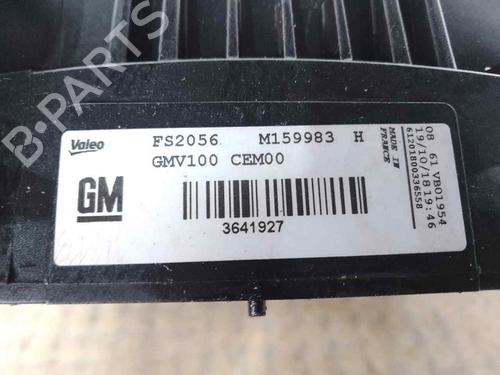 B-PARTS
Valeo FS2056 M159983 H
GMV100 CEM00
GM
3641927
MADE IN
FRANCE
08 61 VB01954
19/10/18 19:46
61201800336558